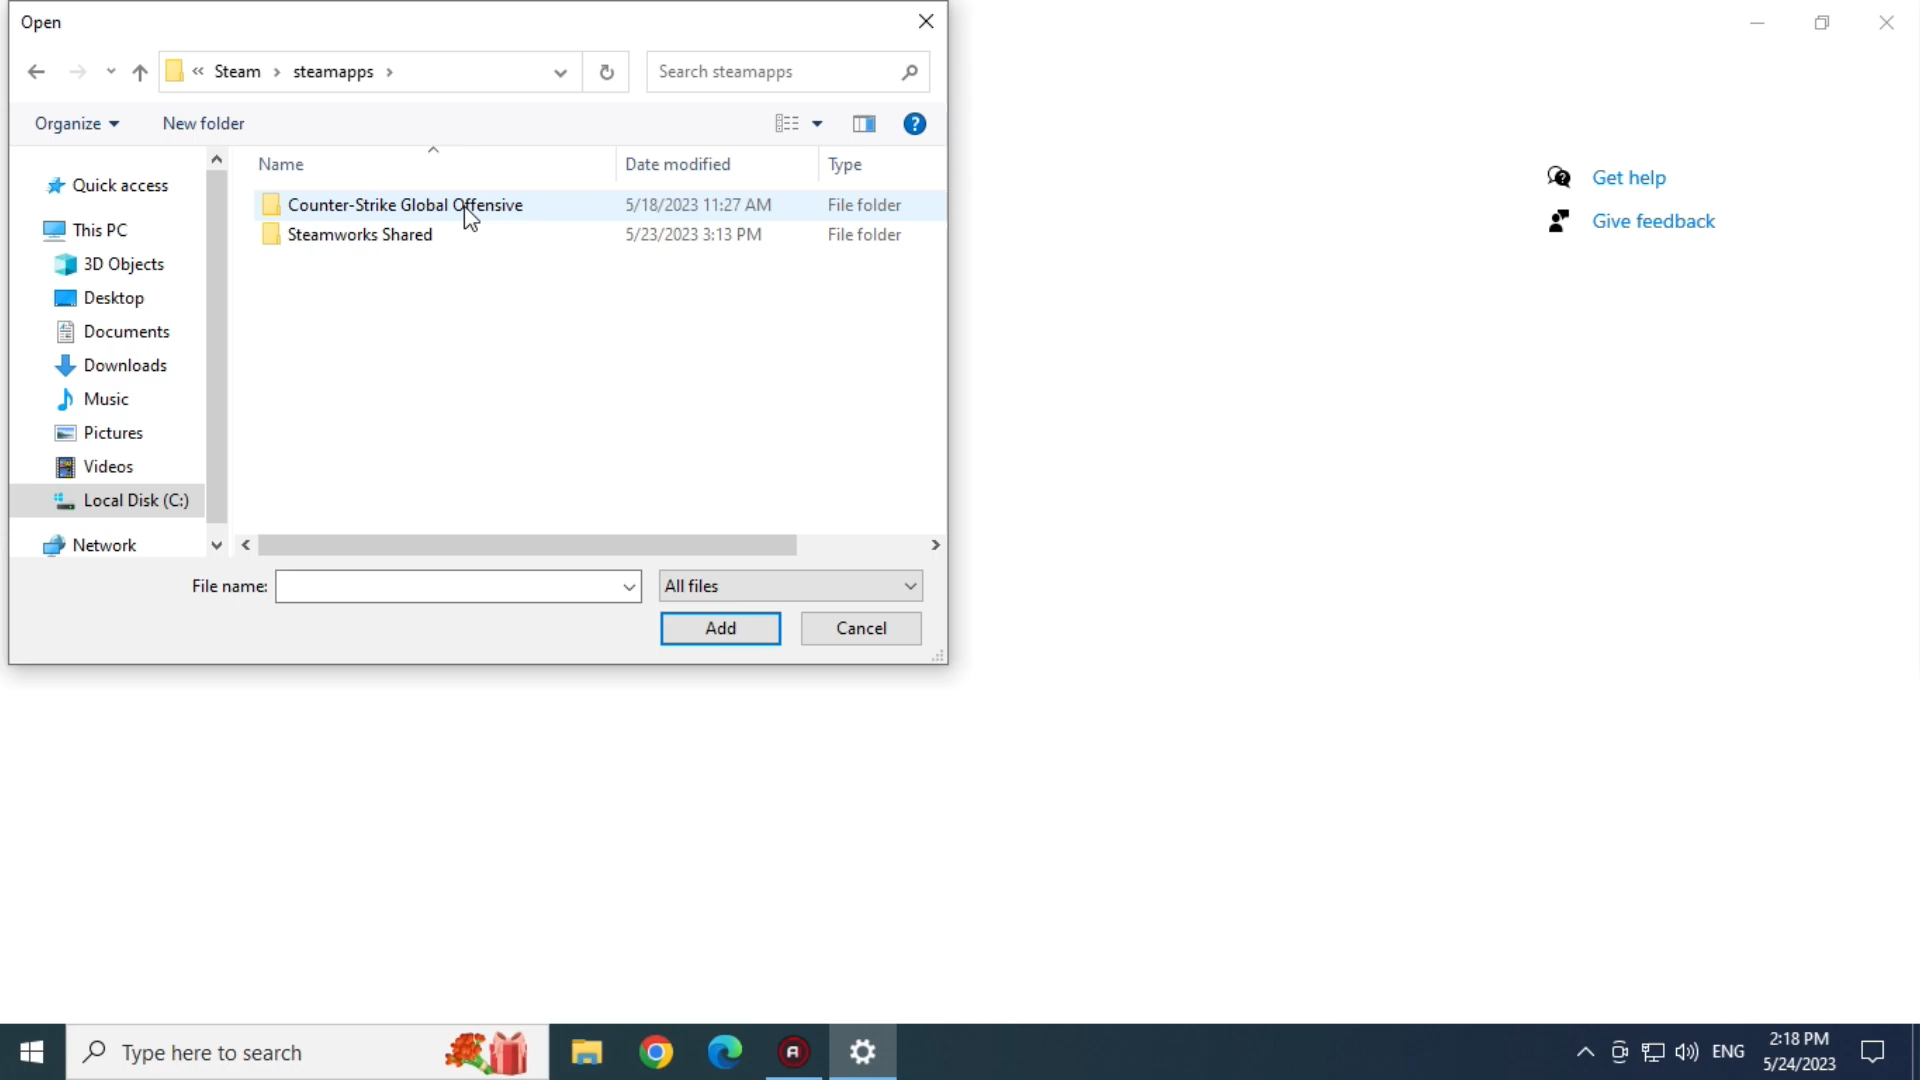 Open
« Steam › steamapps ›
Search steamapps
Organize
New folder
?
Name
Date modified
Type
Quick access
This PC
3D Objects
Desktop
Documents
Downloads
Music
Pictures
Videos
Local Disk (C:)
Network
Counter-Strike Global Offensive 5/18/2023 11:27 AM File folder
Steamworks Shared 5/23/2023 3:13 PM File folder
File name:
All files
Add
Cancel
Get help
Give feedback
Type here to search
ENG
2:18 PM
5/24/2023